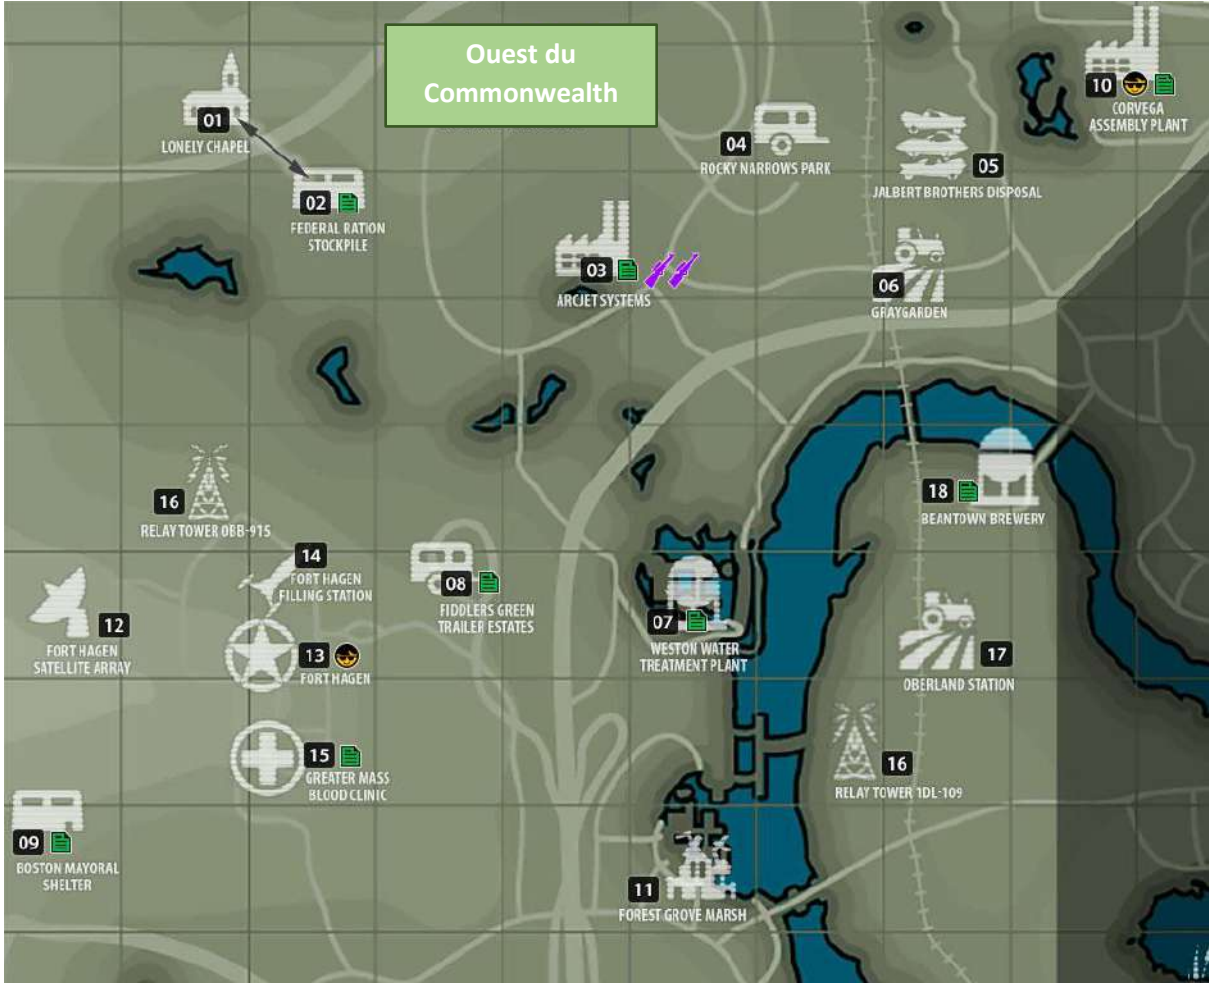 Ouest du
Commonwealth
01
LONELY CHAPEL
02
FEDERAL RATION
STOCKPILE
03
ARCJET SYSTEMS
04
ROCKY NARROWS PARK
05
JALBERT BROTHERS DISPOSAL
10
CORVEGA
ASSEMBLY PLANT
06
GRAYGARDEN
16
RELAY TOWER 0BB-915
18
BEANTOWN BREWERY
14
FORT HAGEN
FILLING STATION
12
FORT HAGEN
SATELLITE ARRAY
13
FORT HAGEN
08
FIDDLERS GREEN
TRAILER ESTATES
07
WESTON WATER
TREATMENT PLANT
17
OBERLAND STATION
15
GREATER MASS
BLOOD CLINIC
16
RELAY TOWER 1DL-109
09
BOSTON MAYORAL
SHELTER
11
FOREST GROVE MARSH